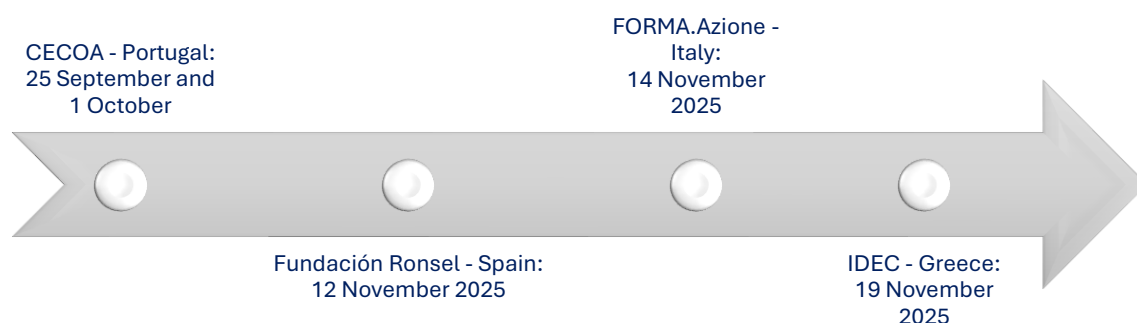 CECOA - Portugal:
25 September and
1 October
Fundación Ronsel - Spain:
12 November 2025
FORMA.Azione -
Italy:
14 November
2025
IDEC - Greece:
19 November
2025